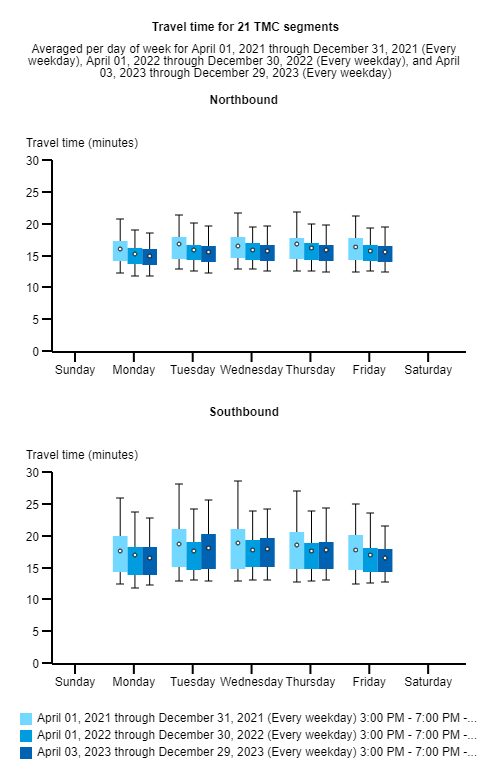 Travel time for 21 TMC segments
Averaged per day of week for April 01, 2021 through December 31, 2021 (Every
weekday), April 01, 2022 through December 30, 2022 (Every weekday), and April
03, 2023 through December 29, 2023 (Every weekday)
Northbound
Travel time (minutes)
30
25
20
15
10
5
0
Sunday Monday Tuesday Wednesday Thursday Friday Saturday
Southbound
Travel time (minutes)
30
25
20
15
10
5
0
Sunday Monday Tuesday Wednesday Thursday Friday Saturday
April 01, 2021 through December 31, 2021 (Every weekday) 3:00 PM - 7:00 PM -...
April 01, 2022 through December 30, 2022 (Every weekday) 3:00 PM - 7:00 PM -...
April 03, 2023 through December 29, 2023 (Every weekday) 3:00 PM - 7:00 PM -...